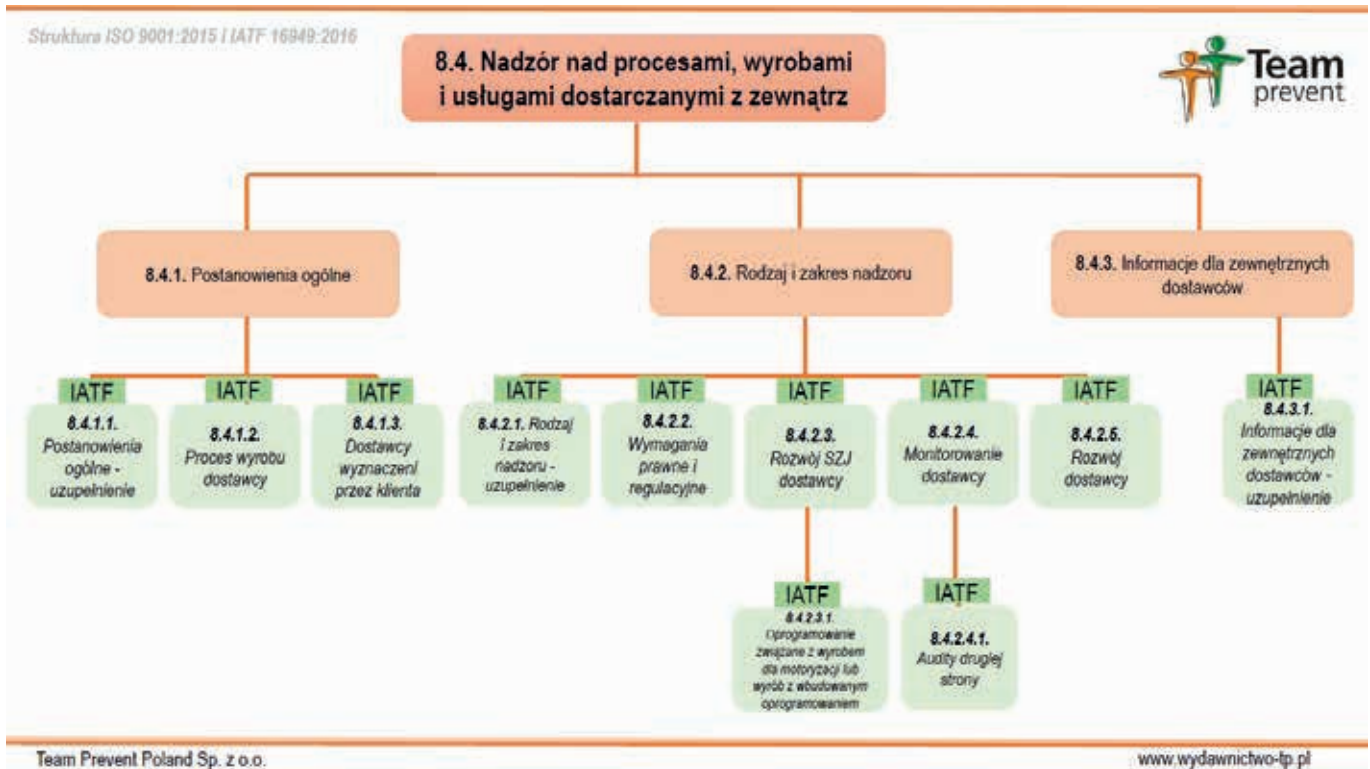 Struktura ISO 9001:2015 i IATF 16949:2016
8.4. Nadzór nad procesami, wyrobami
i usługami dostarczanymi z zewnątrz
Team
prevent
8.4.1. Postanowienia ogólne
8.4.2. Rodzaj i zakres nadzoru
8.4.3. Informacje dla zewnętrznych
dostawców
IATF
8.4.1.1.
Postanowienia
ogólne -
uzupełnienie
IATF
8.4.1.2.
Proces wyrobu
dostawcy
IATF
8.4.1.3.
Dostawcy
wyznaczeni
przez klienta
IATF
8.4.2.1. Rodzaj
i zakres
nadzoru -
uzupełnienie
IATF
8.4.2.2.
Wymagania
prawne i
regulacyjne
IATF
8.4.2.3.
Rozwój SZJ
dostawcy
IATF
8.4.2.4.
Monitorowanie
dostawcy
IATF
8.4.2.5.
Rozwój
dostawcy
IATF
8.4.3.1.
Informacje dla
zewnętrznych
dostawców -
uzupełnienie
IATF
8.4.2.3.1.
Oprogramowanie
związane z wyrobem
dla motoryzacji lub
wyrób z wbudowanym
oprogramowaniem
IATF
8.4.2.4.1.
Audity drugiej
strony
Team Prevent Poland Sp. z o.o.
www.wydawnictwo-tp.pl